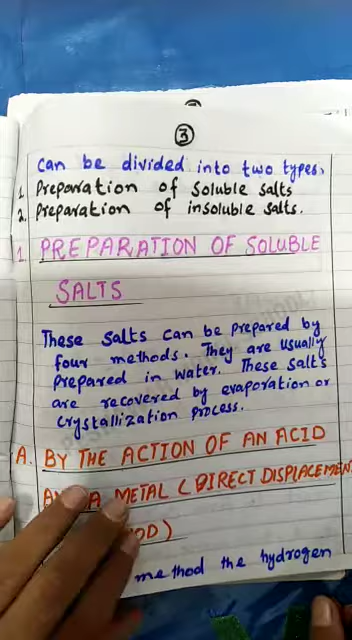 3
can be divided into two types.
1. Preparation of soluble salts
2. Preparation of insoluble salts.
1. PREPARATION OF SOLUBLE
SALTS
These salts can be prepared by
four methods. They are usually
prepared in water. These salts
are recovered by evaporation or
crystallization process.
A. BY THE ACTION OF AN ACID
A METAL (DIRECT DISPLACEMEN
OD)
method the hydrogen